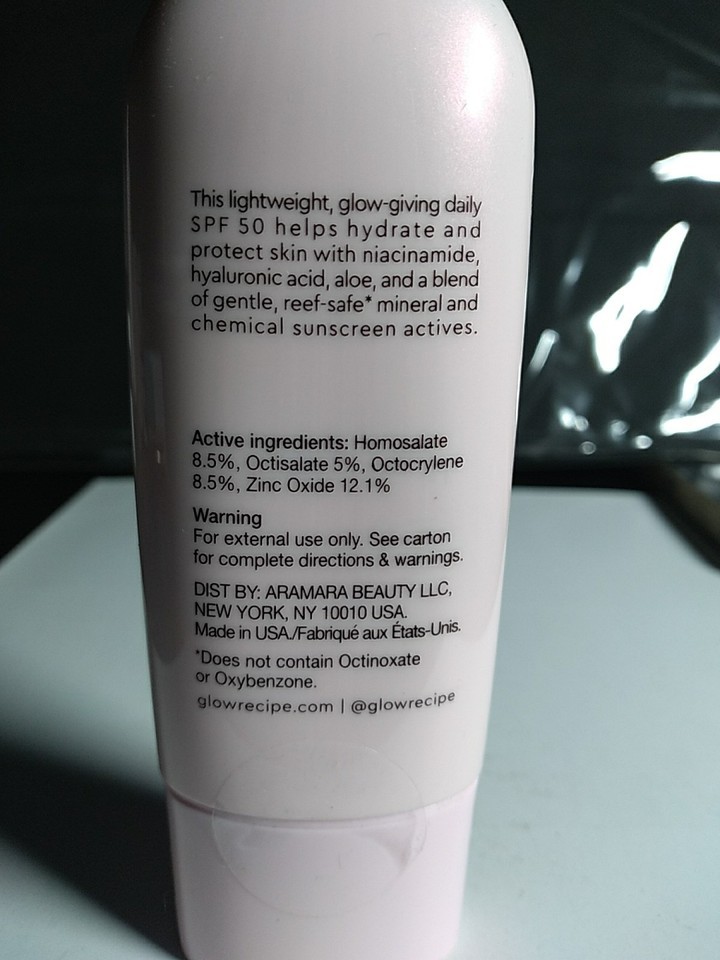 This lightweight, glow-giving daily
SPF 50 helps hydrate and
protect skin with niacinamide,
hyaluronic acid, aloe, and a blend
of gentle, reef-safe* mineral and
chemical sunscreen actives.
Active ingredients: Homosalate
8.5%, Octisalate 5%, Octocrylene
8.5%, Zinc Oxide 12.1%
Warning
For external use only. See carton
for complete directions & warnings.
DIST BY: ARAMARA BEAUTY LLC,
NEW YORK, NY 10010 USA.
Made in USA./Fabriqué aux États-Unis.
*Does not contain Octinoxate
or Oxybenzone.
glowrecipe.com | @glowrecipe